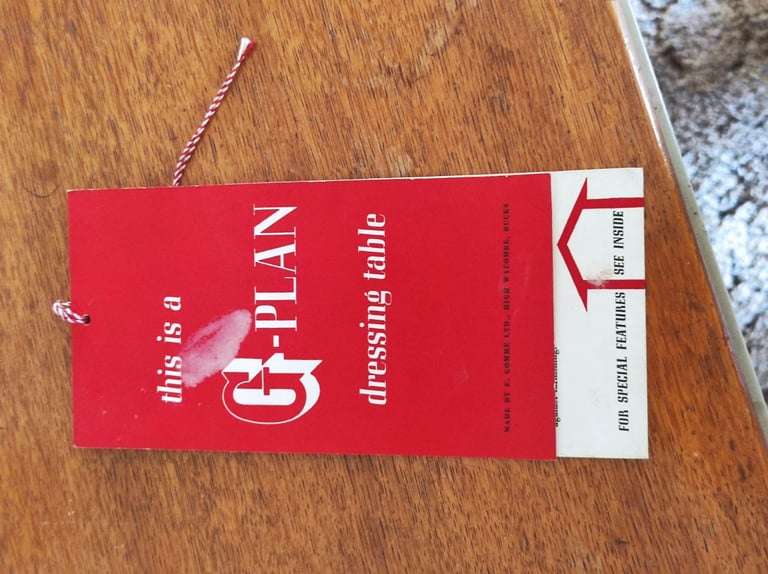 this is a
G-PLAN
dressing table
MADE BY E. GOMME LTD., HIGH WYCOMBE, BUCKS
FOR SPECIAL FEATURES SEE INSIDE